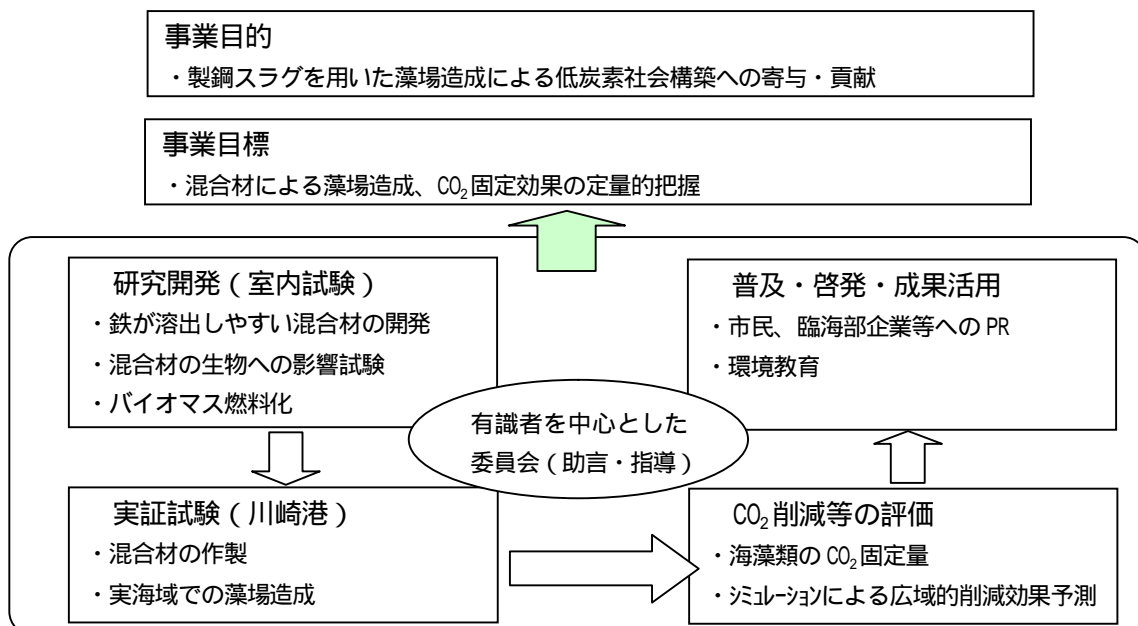 事業目的
・製鋼スラグを用いた藻場造成による低炭素社会構築への寄与・貢献
事業目標
・混合材による藻場造成、CO₂固定効果の定量的把握
研究開発（室内試験）
・鉄が溶出しやすい混合材の開発
・混合材の生物への影響試験
・バイオマス燃料化
普及・啓発・成果活用
・市民、臨海部企業等への PR
・環境教育
有識者を中心とした
委員会（助言・指導）
実証試験（川崎港）
・混合材の作製
・実海域での藻場造成
CO₂削減等の評価
・海藻類の CO₂固定量
・ｼﾐｭﾚｰｼｮﾝによる広域的削減効果予測